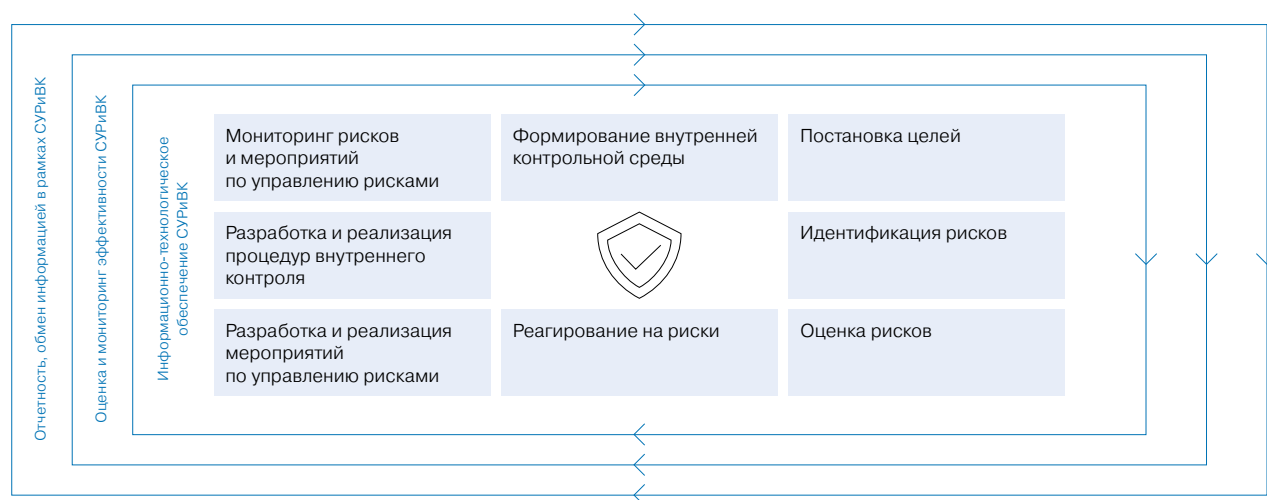 Отчетность, обмен информацией в рамках СУРиВК
Оценка и мониторинг эффективности СУРиВК
Информационно-технологическое
обеспечение СУРиВК
Мониторинг рисков
и мероприятий
по управлению рисками
Формирование внутренней
контрольной среды
Постановка целей
Разработка и реализация
процедур внутреннего
контроля
Идентификация рисков
Разработка и реализация
мероприятий
по управлению рисками
Реагирование на риски
Оценка рисков